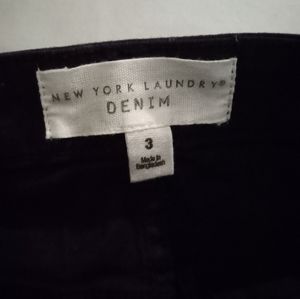 NEW YORK LAUNDRY®
DENIM
3
Made in
Bangladesh